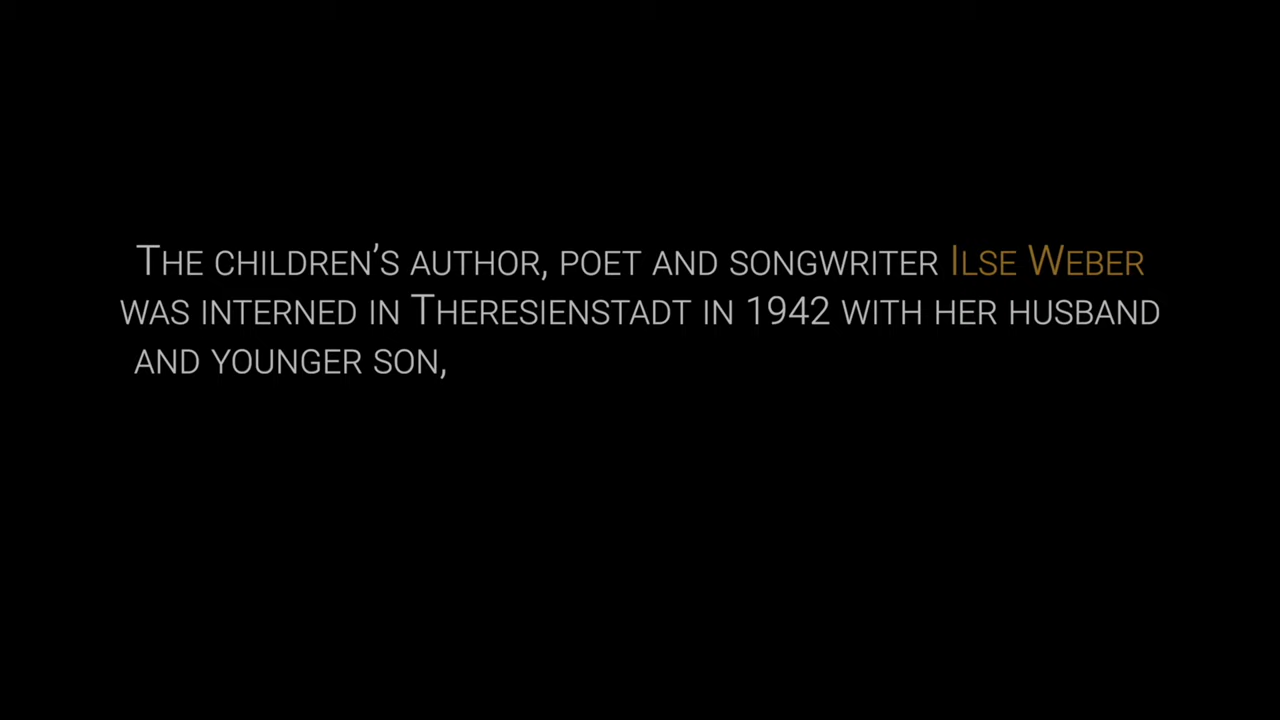 The children’s author, poet and songwriter Ilse Weber
was interned in Theresienstadt in 1942 with her husband
and younger son,